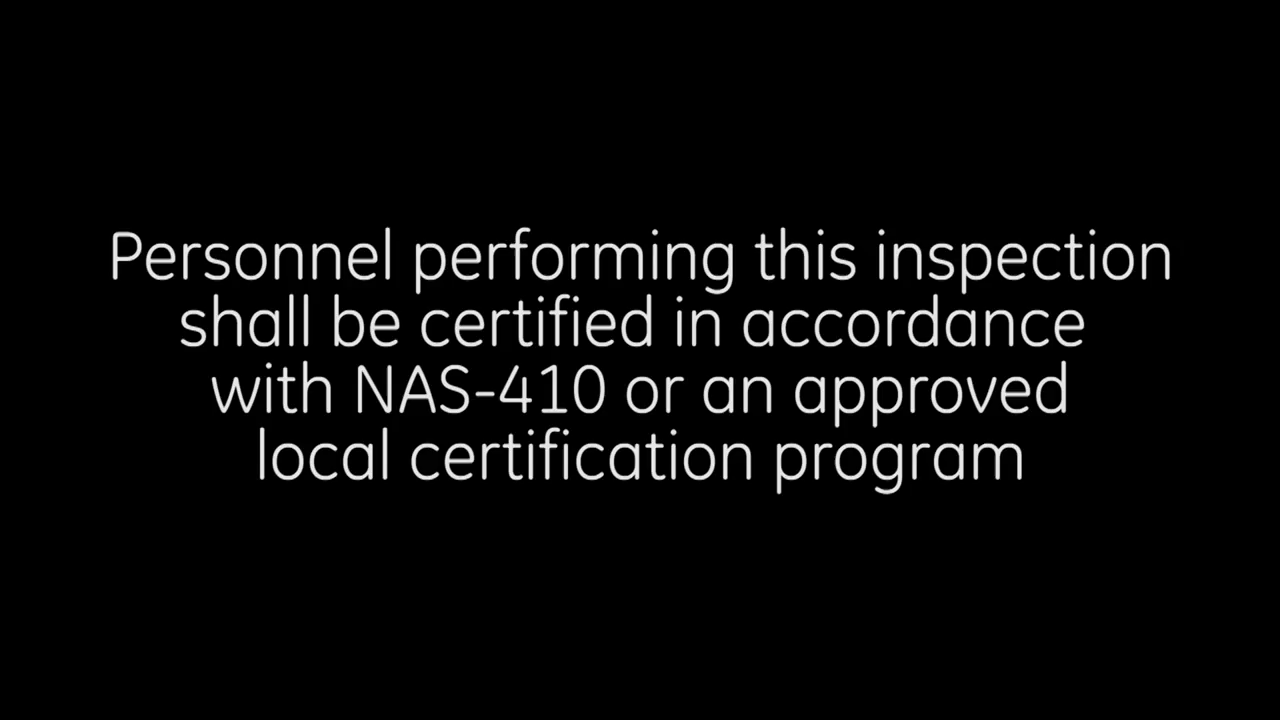 Personnel performing this inspection
shall be certified in accordance
with NAS-410 or an approved
local certification program